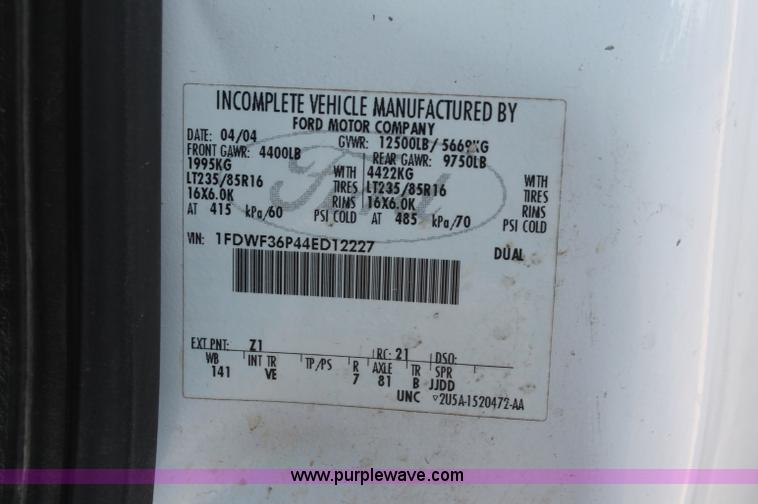 INCOMPLETE VEHICLE MANUFACTURED BY
FORD MOTOR COMPANY
DATE: 04/04 GVWR: 12500LB/ 5669KG
FRONT GAWR: 4400LB REAR GAWR: 9750LB
1995KG WITH 4422KG WITH
LT235/85R16 TIRES LT235/85R16 TIRES
16X6.0K RIMS 16X6.0K RIMS
AT 415 kPa/60 PSI COLD AT 485 kPa/70 PSI COLD
VIN: 1FDWF36P44ED12227 DUAL
Ford
EXT PNT: Z1 RC: 21 DSO:
WB INT TR TP/PS R AXLE TR SPR
141 VE 7 81 B JJDD
UNC ▽2U5A-1520472-AA
www.purplewave.com